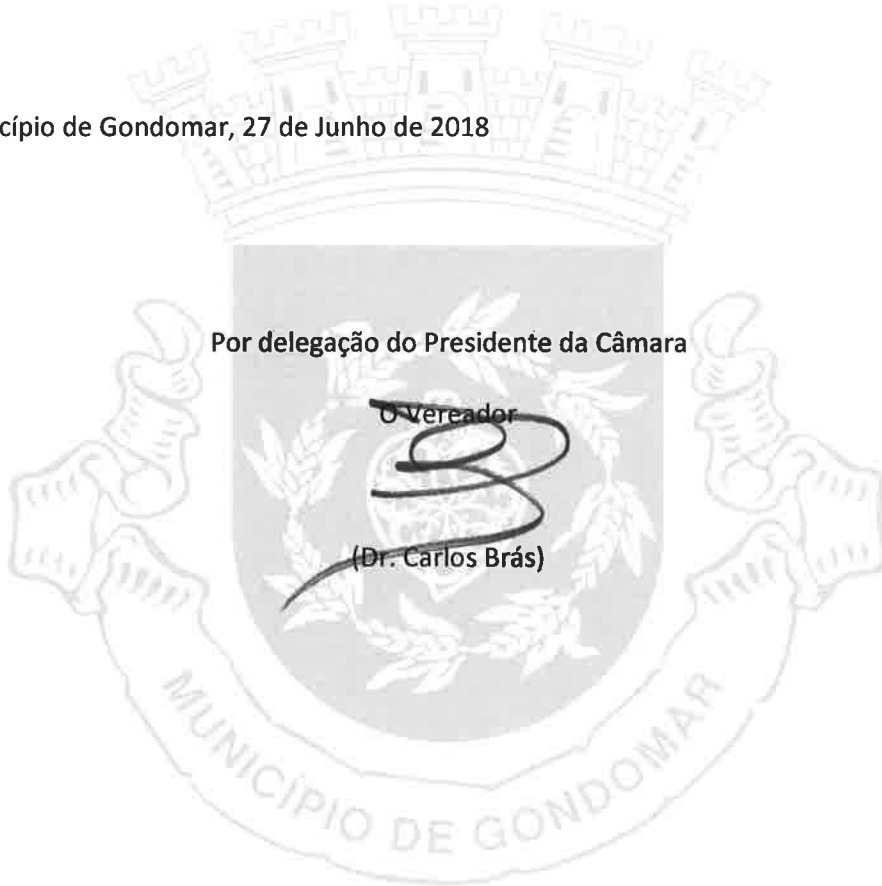 cípio de Gondomar, 27 de Junho de 2018
Por delegação do Presidente da Câmara
O Vereador
(Dr. Carlos Brás)
MUNICÍPIO DE GONDOMAR